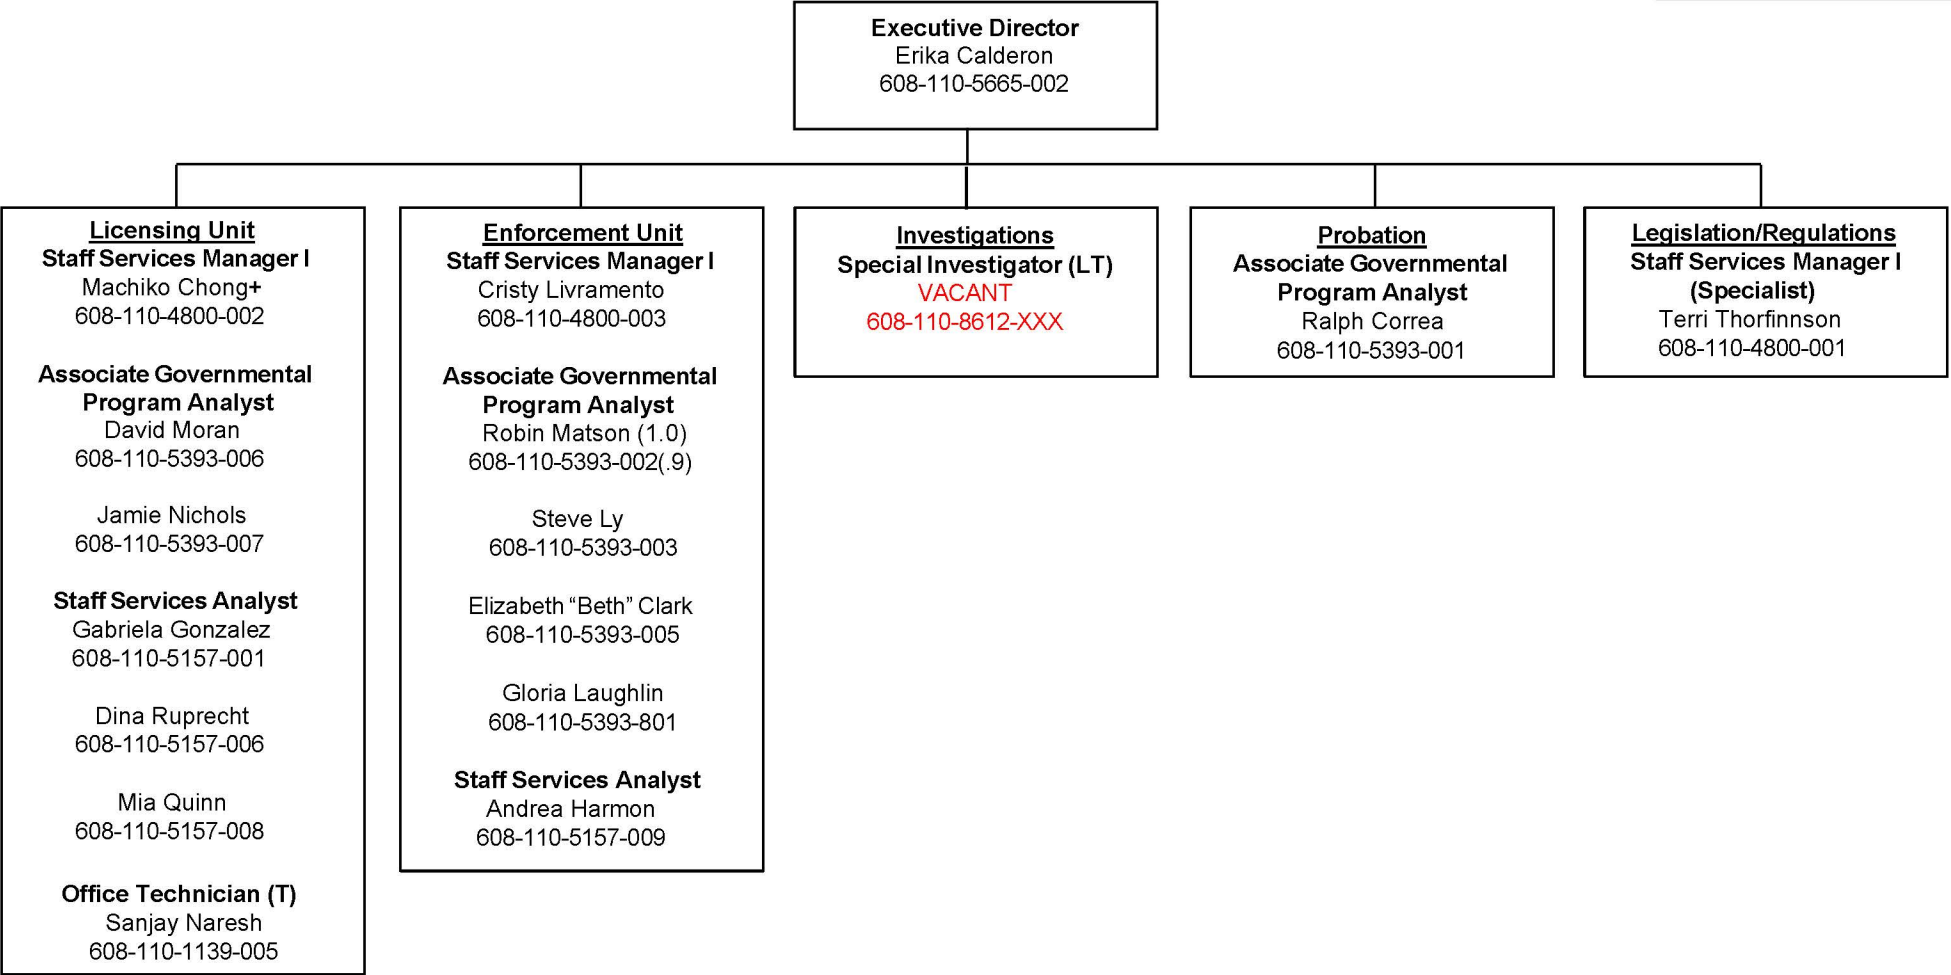 Executive Director
Erika Calderon
608-110-5665-002
Licensing Unit
Staff Services Manager I
Machiko Chong+
608-110-4800-002
Associate Governmental
Program Analyst
David Moran
608-110-5393-006
Jamie Nichols
608-110-5393-007
Staff Services Analyst
Gabriela Gonzalez
608-110-5157-001
Dina Ruprecht
608-110-5157-006
Mia Quinn
608-110-5157-008
Office Technician (T)
Sanjay Naresh
608-110-1139-005
Enforcement Unit
Staff Services Manager I
Cristy Livramento
608-110-4800-003
Associate Governmental
Program Analyst
Robin Matson (1.0)
608-110-5393-002(.9)
Steve Ly
608-110-5393-003
Elizabeth “Beth” Clark
608-110-5393-005
Gloria Laughlin
608-110-5393-801
Staff Services Analyst
Andrea Harmon
608-110-5157-009
Investigations
Special Investigator (LT)
VACANT
608-110-8612-XXX
Probation
Associate Governmental
Program Analyst
Ralph Correa
608-110-5393-001
Legislation/Regulations
Staff Services Manager I
(Specialist)
Terri Thorfinnson
608-110-4800-001